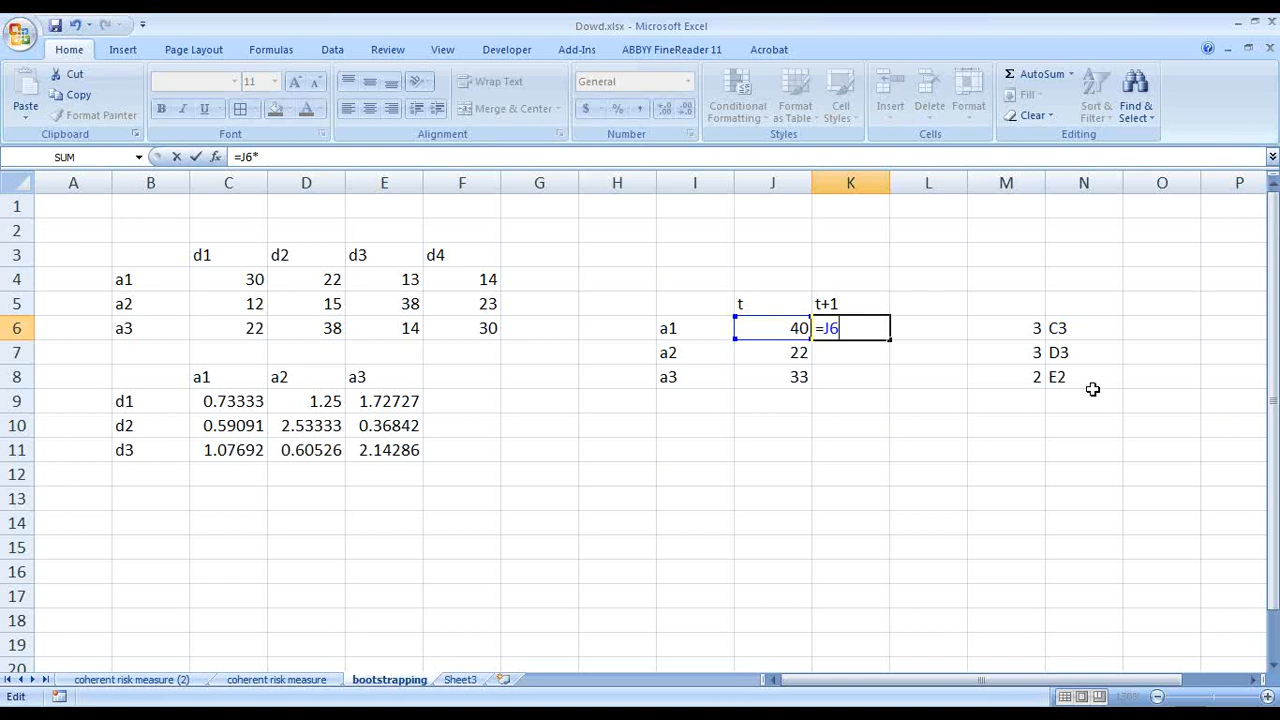 Dowd.xlsx - Microsoft Excel
Home Insert Page Layout Formulas Data Review View Developer Add-Ins ABBYY FineReader 11 Acrobat
Paste Cut Copy Format Painter
Clipboard
11 A A B I U A
Font
Wrap Text Merge & Center
Alignment
General $ % , .0 .00 .00 .0
Number
Conditional Formatting Format as Table Cell Styles
Styles
Insert Delete Format
Cells
Σ AutoSum Fill Clear Sort & Filter Find & Select
Editing
SUM fx =J6*
A B C D E F G H I J K L M N O P
1
2
3 d1 d2 d3 d4
4 a1 30 22 13 14
5 a2 12 15 38 23 t t+1
6 a3 22 38 14 30 a1 40 =J6 3 C3
7 a2 22 3 D3
8 a1 a2 a3 a3 33 2 E2
9 d1 0.73333 1.25 1.72727
10 d2 0.59091 2.53333 0.36842
11 d3 1.07692 0.60526 2.14286
12
13
14
15
16
17
18
19
20
coherent risk measure (2) coherent risk measure bootstrapping Sheet3
Edit